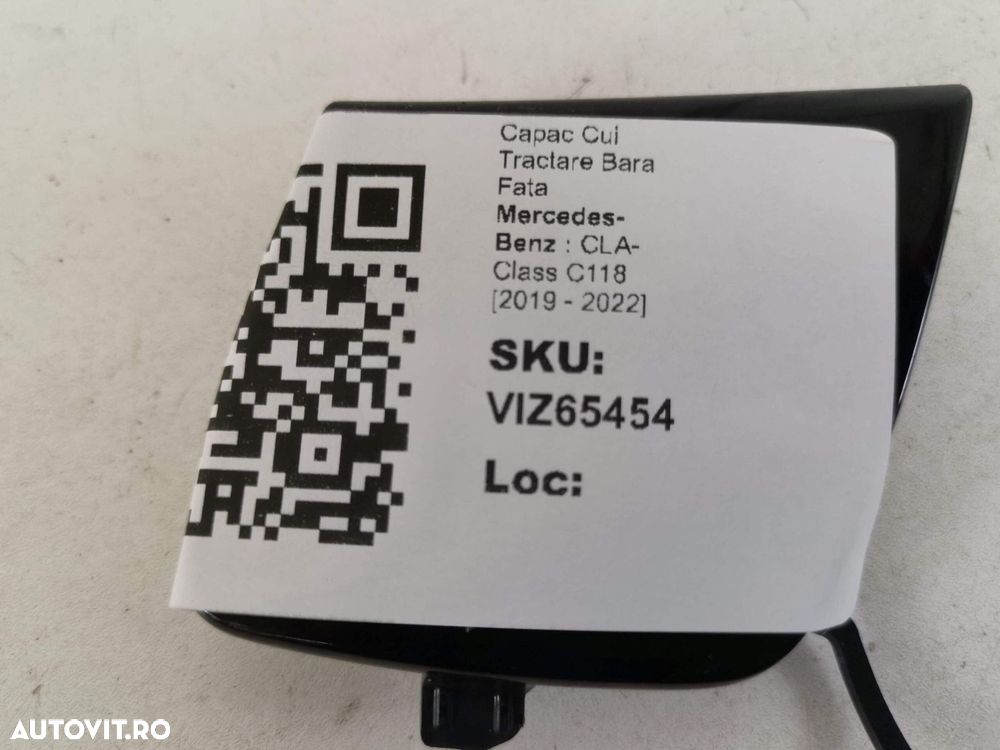 Capac Cui
Tractare Bara
Fata
Mercedes-
Benz : CLA-
Class C118
[2019 - 2022]
SKU:
VIZ65454
Loc:
AUTOVIT.RO